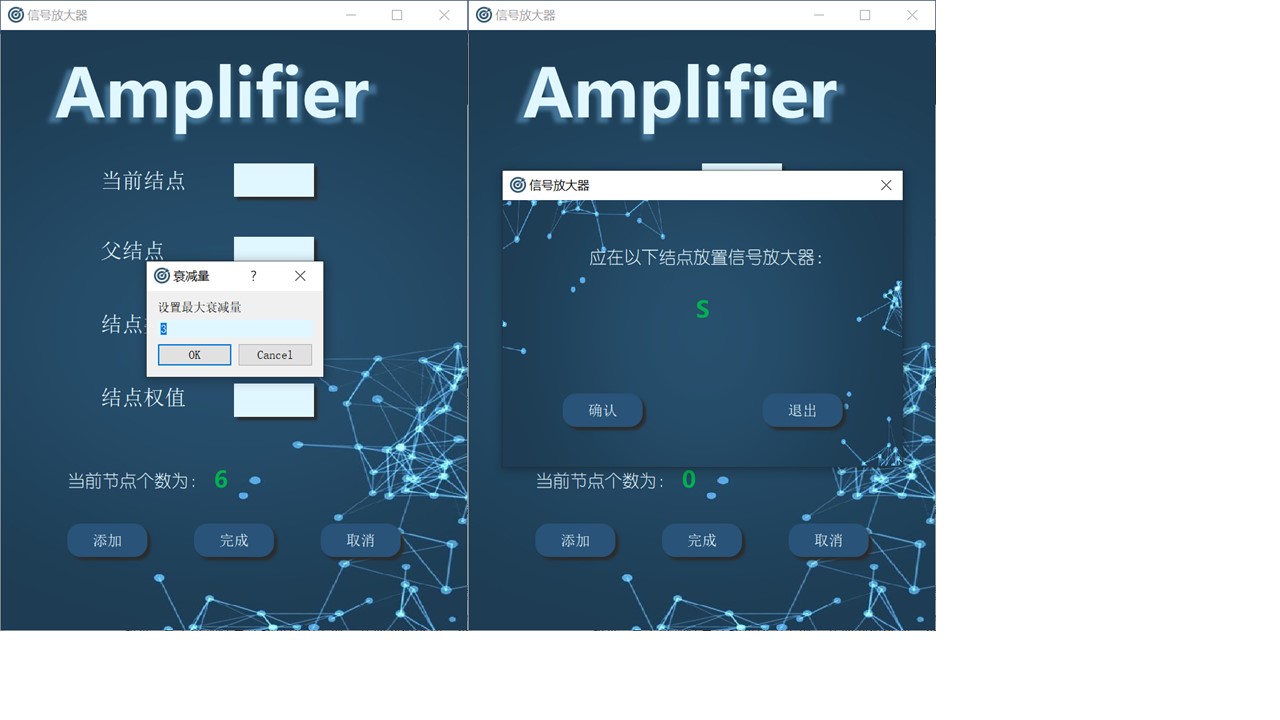 信号放大器
Amplifier
当前结点
父结点
衰减量
?
设置最大衰减量
3
OK
Cancel
结点
结点权值
当前节点个数为：6
添加
完成
取消
信号放大器
Amplifier
信号放大器
应在以下结点放置信号放大器：
S
确认
退出
当前节点个数为：0
添加
完成
取消